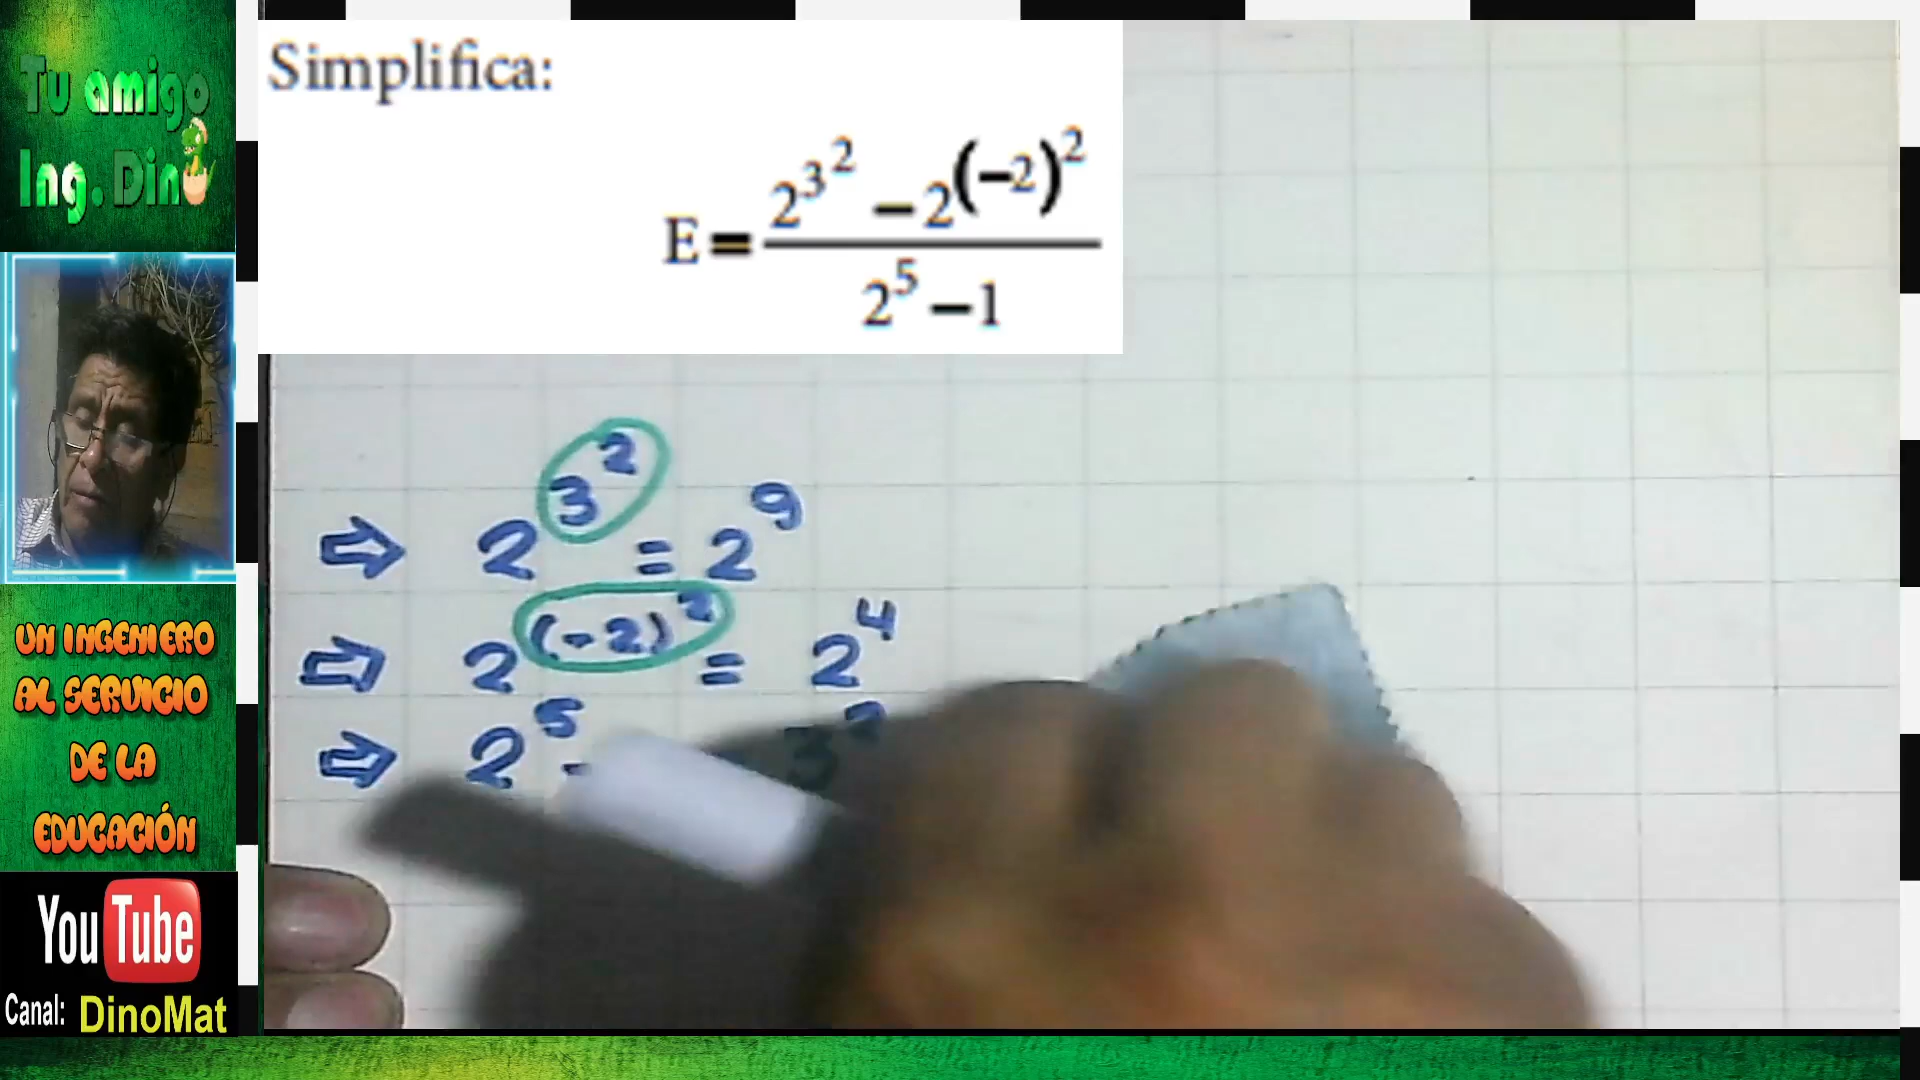 Tu amigo
Ing. Dino
UN INGENIERO
AL SERVICIO
DE LA
EDUCACIÓN
YouTube
Canal: DinoMat
Simplifica:
E = (2^3^2 − 2^(−2)^2) / (2^5 − 1)
⇨ 2^3^2 = 2^9
⇨ 2^(-2)^2 = 2^4
⇨ 2^5 -